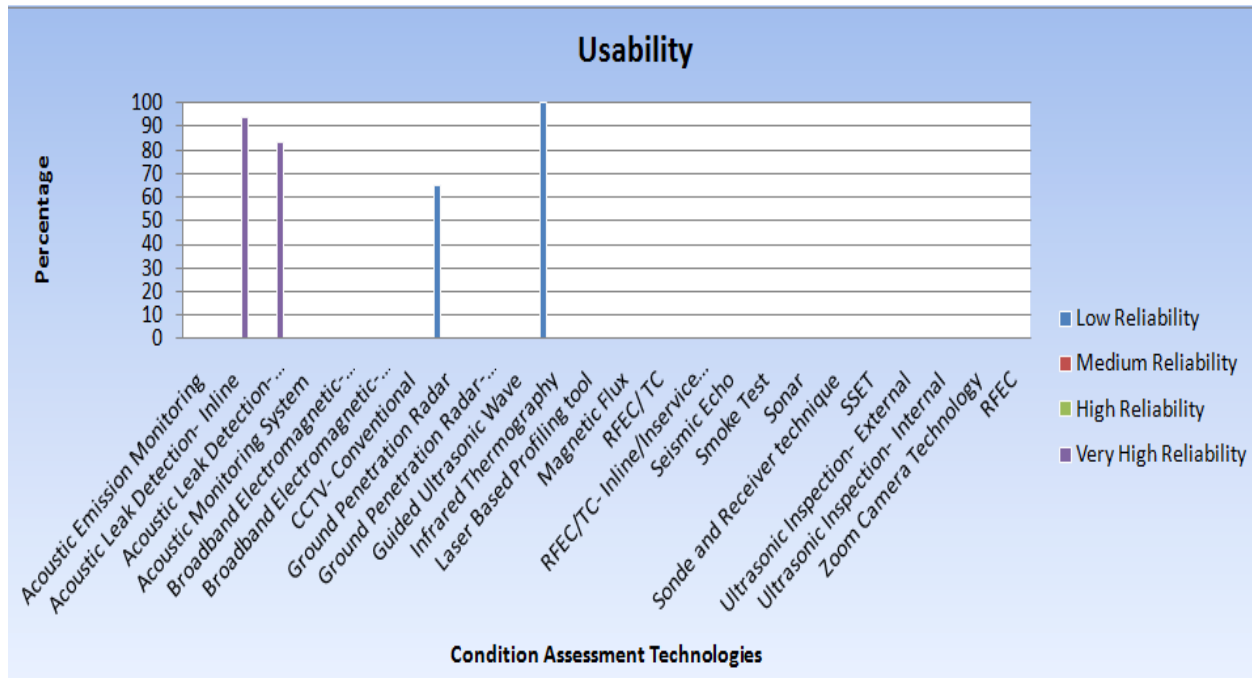 Usability
Percentage
100
90
80
70
60
50
40
30
20
10
0
Acoustic Emission Monitoring
Acoustic Leak Detection- Inline
Acoustic Leak Detection-...
Acoustic Monitoring System
Broadband Electromagnetic-...
Broadband Electromagnetic-...
CCTV- Conventional
Ground Penetration Radar
Ground Penetration Radar-...
Guided Ultrasonic Wave
Infrared Thermography
Laser Based Profiling tool
Magnetic Flux
RFEC/ TC
RFEC/TC- Inline/Inservice...
Seismic Echo
Smoke Test
Sonar
Sonde and Receiver technique
SSET
Ultrasonic Inspection- External
Ultrasonic Inspection- Internal
Zoom Camera Technology
RFEC
Condition Assessment Technologies
Low Reliability
Medium Reliability
High Reliability
Very High Reliability